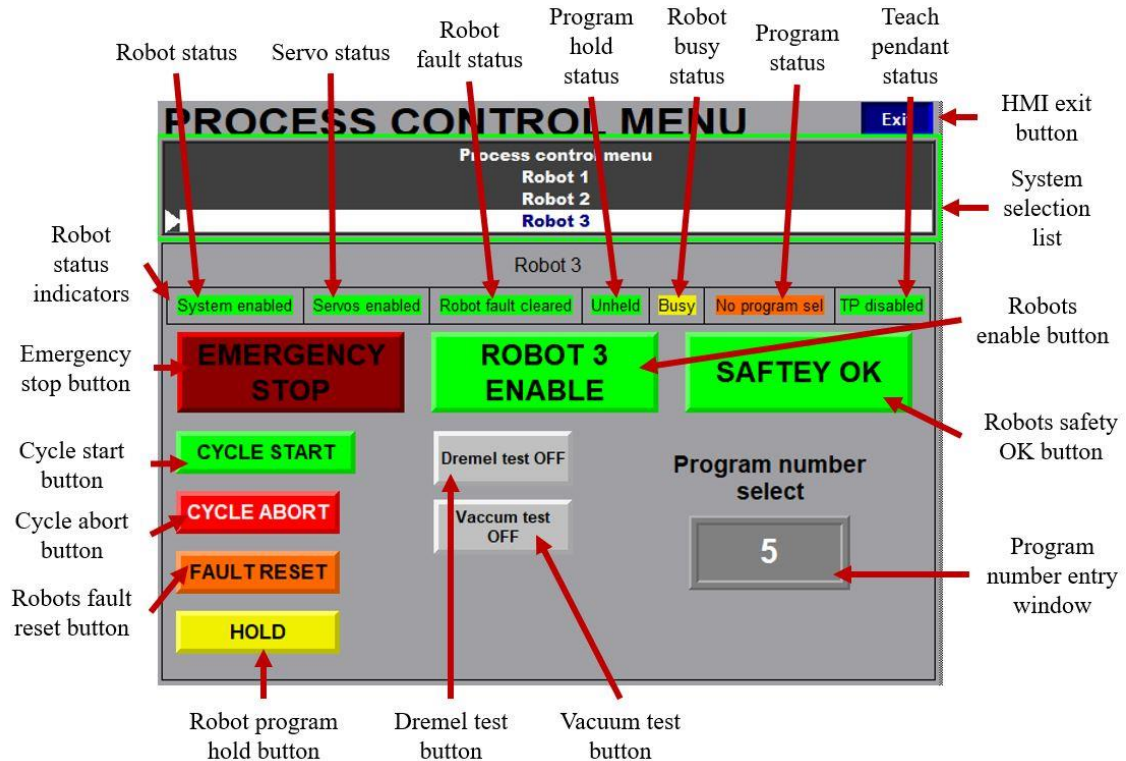 Robot status
Servo status
Robot
fault status
Program
hold
status
Robot
busy
status
Program
status
Teach
pendant
status
PROCESS CONTROL MENU
Exi
HMI exit
button
Process control menu
Robot 1
Robot 2
Robot 3
System
selection
list
Robot
status
indicators
Robot 3
System enabled
Servos enabled
Robot fault cleared
Unheld
Busy
No program sel
TP disabled
Robots
enable button
Emergency
stop button
EMERGENCY
STOP
ROBOT 3
ENABLE
SAFTEY OK
Robots safety
OK button
Cycle start
button
CYCLE START
Dremel test OFF
Program number
select
Cycle abort
button
CYCLE ABORT
Vaccum test
OFF
5
Program
number entry
window
FAULT RESET
Robots fault
reset button
HOLD
Robot program
hold button
Dremel test
button
Vacuum test
button